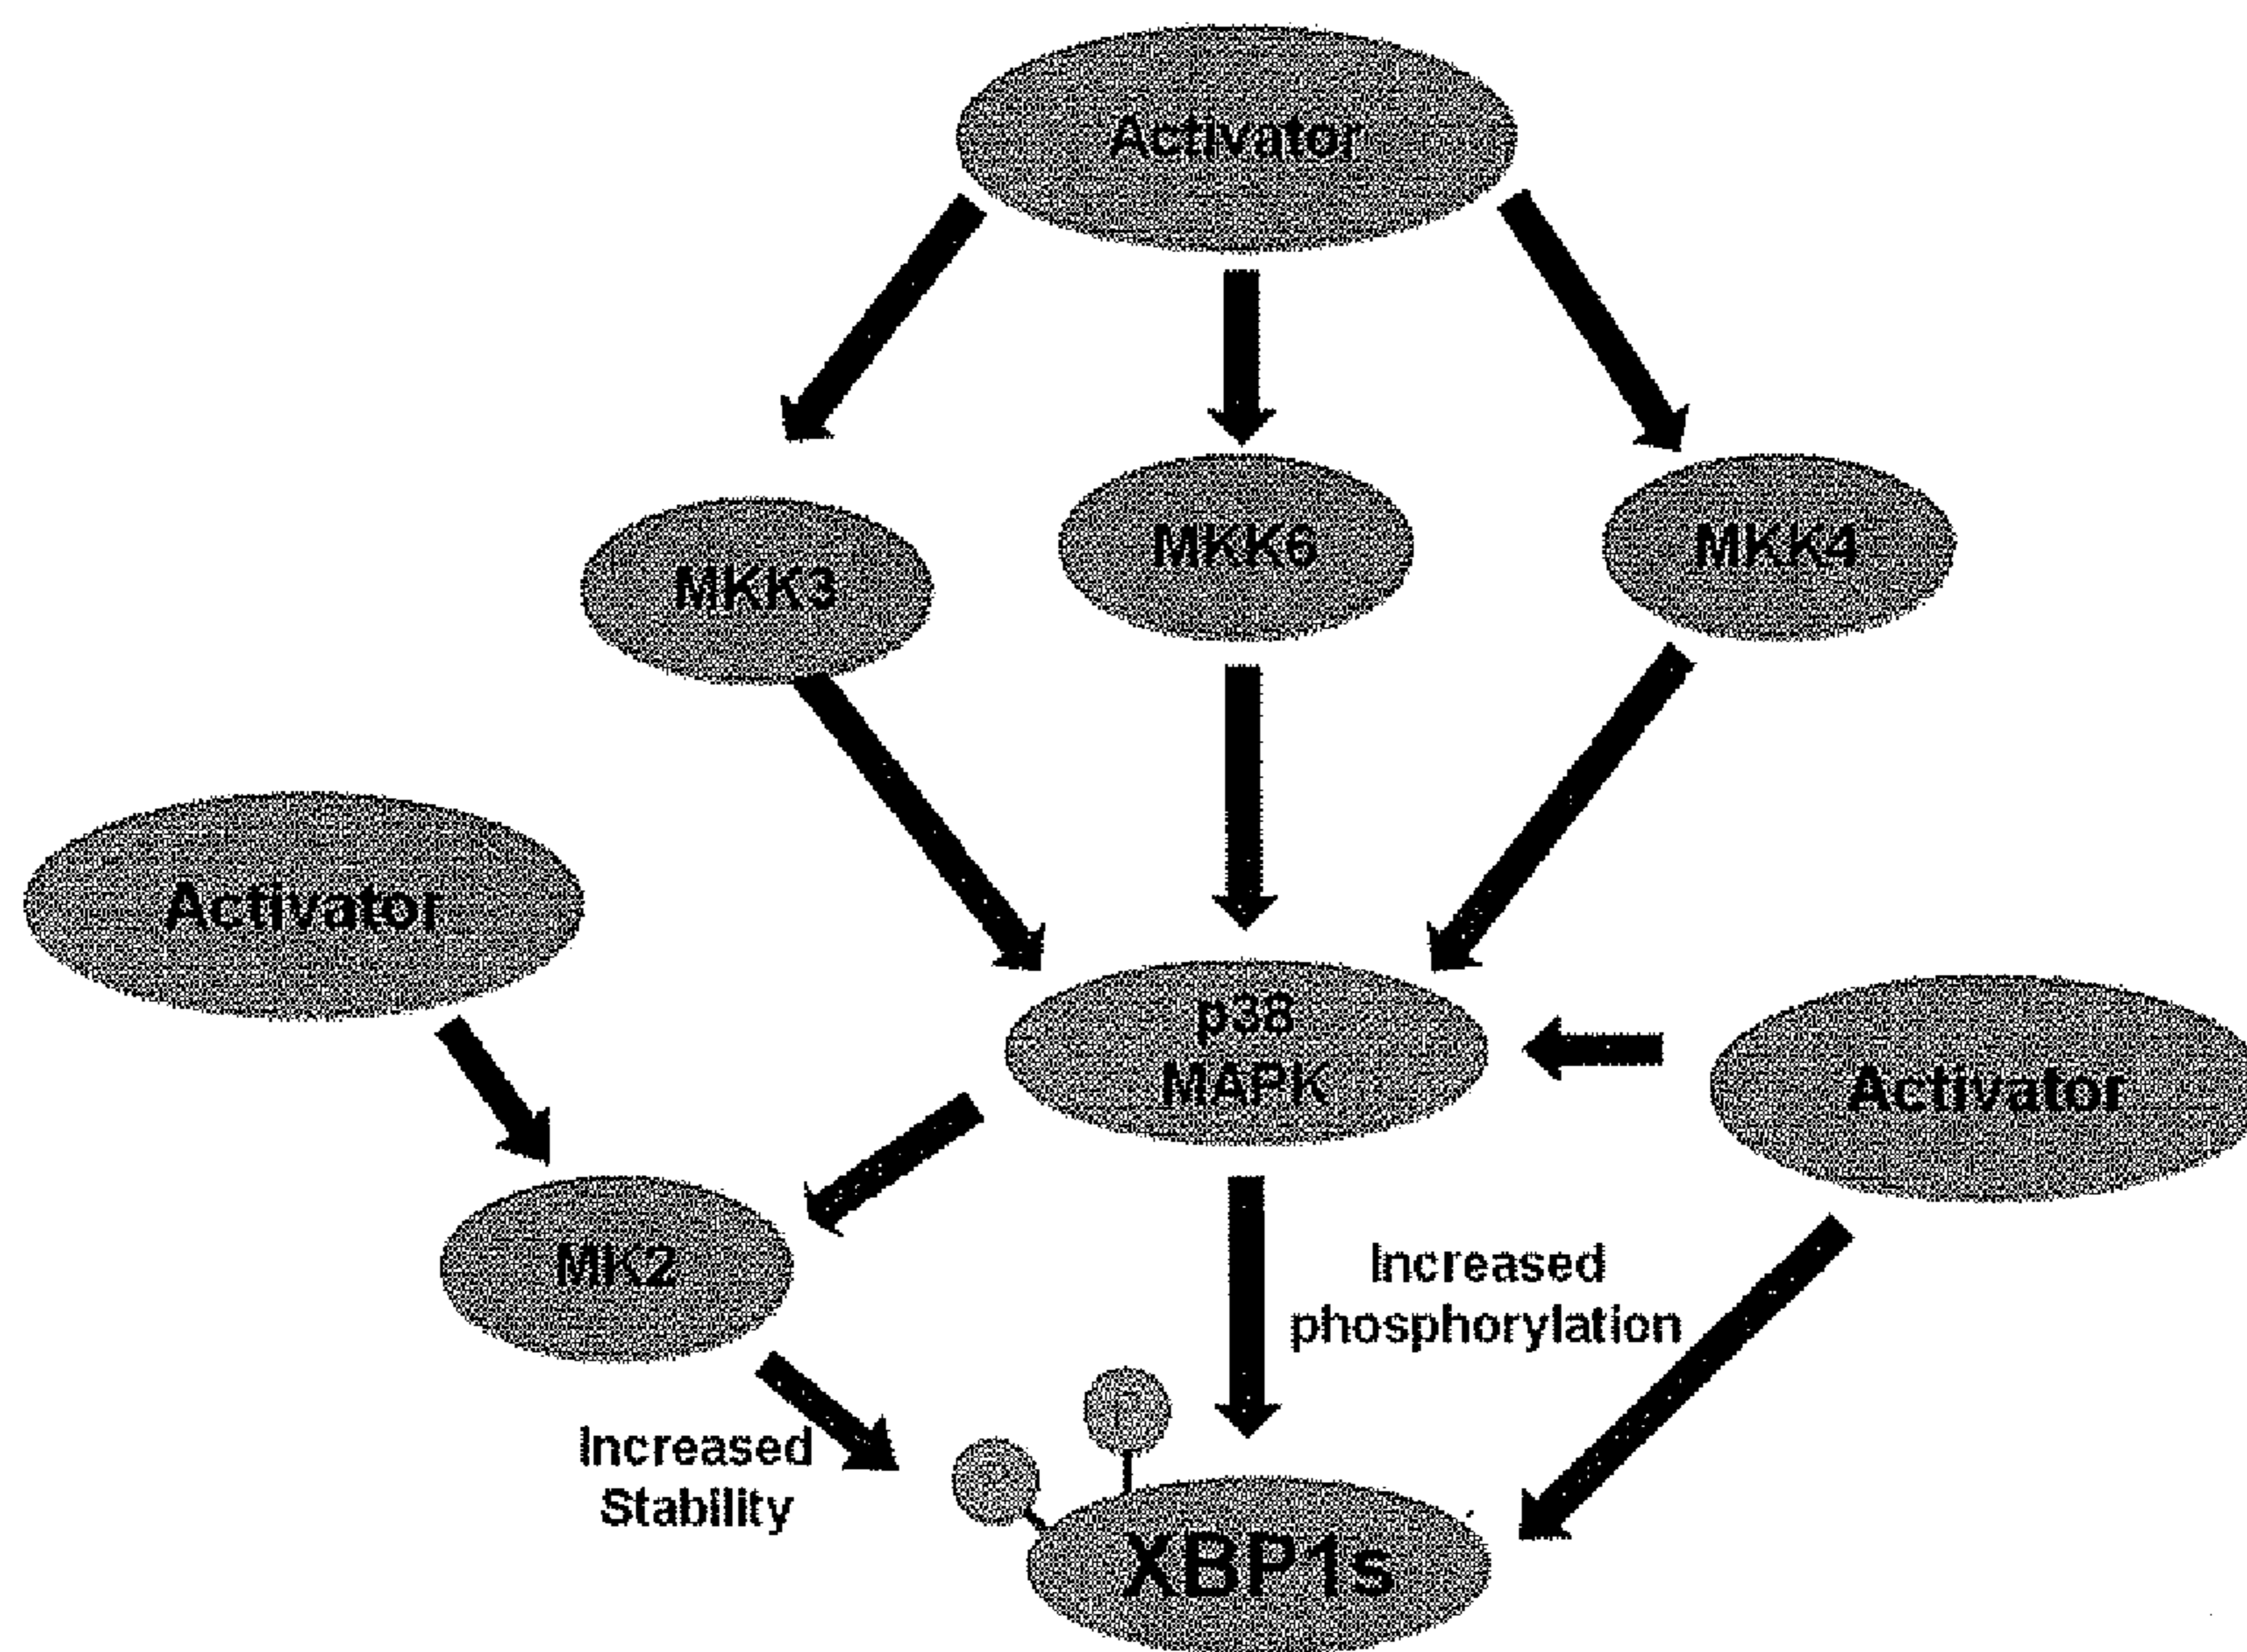 Activator
MKK3
MKK6
MKK4
Activator
p38
MAPK
Activator
MK2
Increased
phosphorylation
Increased
Stability
P
P
XBP1s